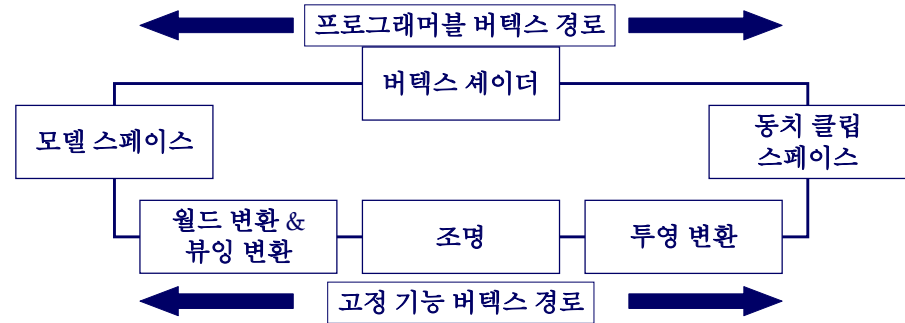 프로그래머블 버텍스 경로
버텍스 셰이더
모델 스페이스
동치 클립
스페이스
월드 변환 &
뷰잉 변환
조명
투영 변환
고정 기능 버텍스 경로